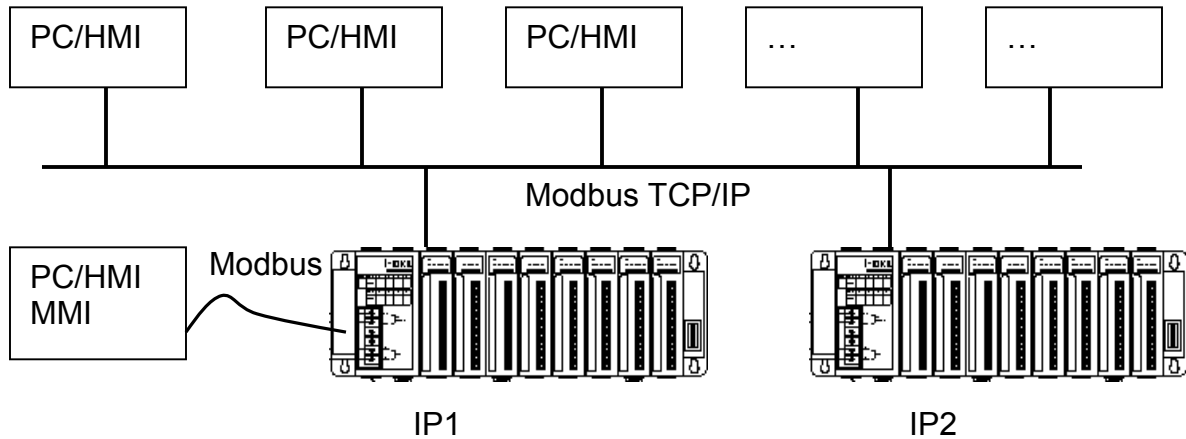 PC/HMI
PC/HMI
PC/HMI
...
...
Modbus TCP/IP
PC/HMI
MMI
Modbus
IP1
IP2